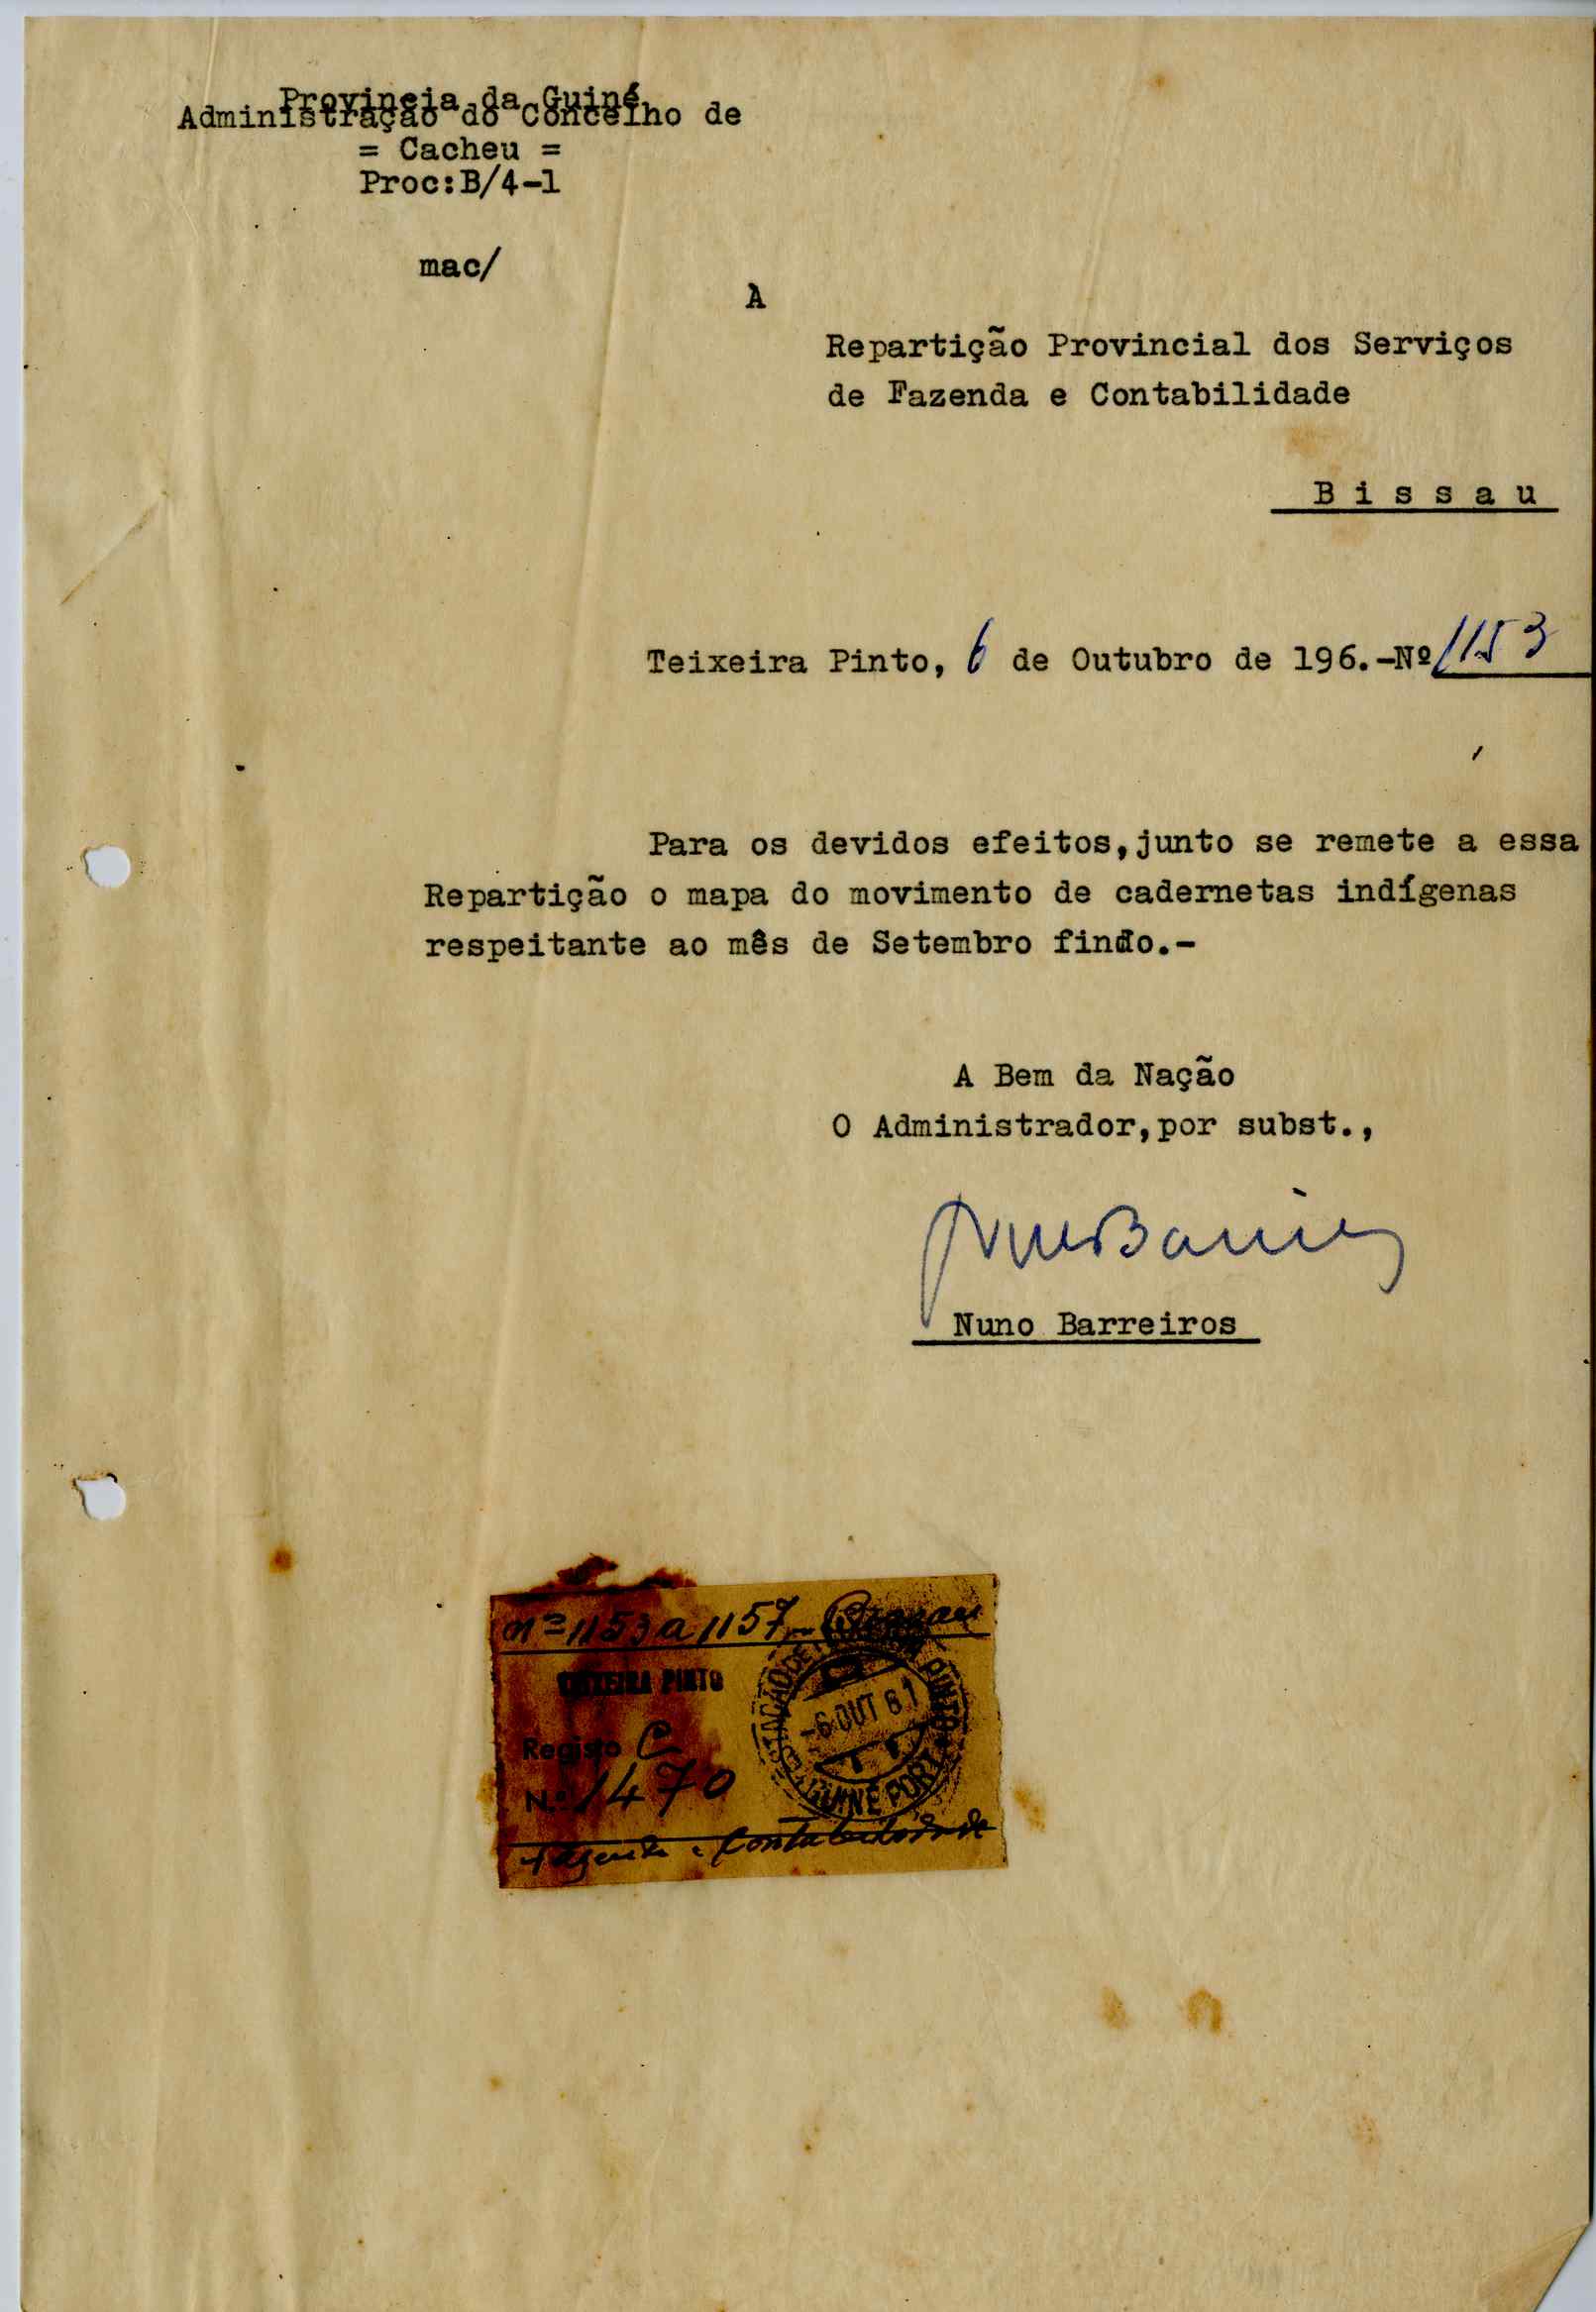 Provincia da Guiné
Administração do Concelho de
= Cacheu =
Proc:B/4-1
mac/
A
Repartição Provincial dos Serviços
de Fazenda e Contabilidade
B i s s a u
Teixeira Pinto, 6 de Outubro de 196.-Nº 1153
Para os devidos efeitos,junto se remete a essa
Repartição o mapa do movimento de cadernetas indígenas
respeitante ao mês de Setembro findo.-
A Bem da Nação
O Administrador,por subst.,
Nuno Barreiros
nº 1153 a 1157
TEIXEIRA PINTO
-6 OUT 61
GUINÉ PORT.
Registo C
N.º 1470
Fazenda e Contabilidade